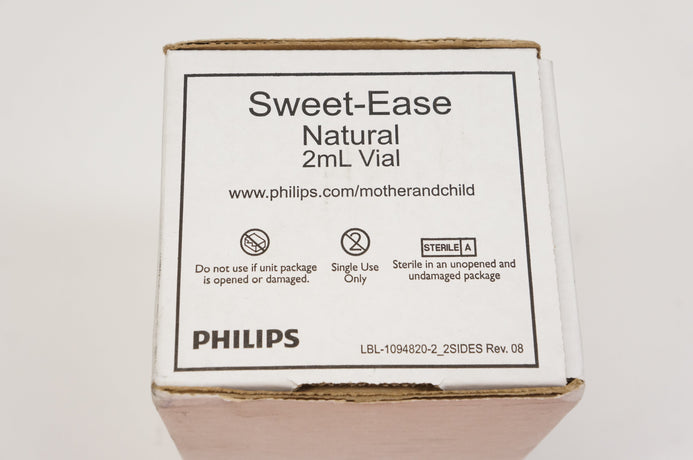 Sweet-Ease
Natural
2mL Vial
www.philips.com/motherandchild
Do not use if unit package
is opened or damaged.
2
Single Use
Only
STERILE A
Sterile in an unopened and
undamaged package
PHILIPS
LBL-1094820-2_2SIDES Rev. 08